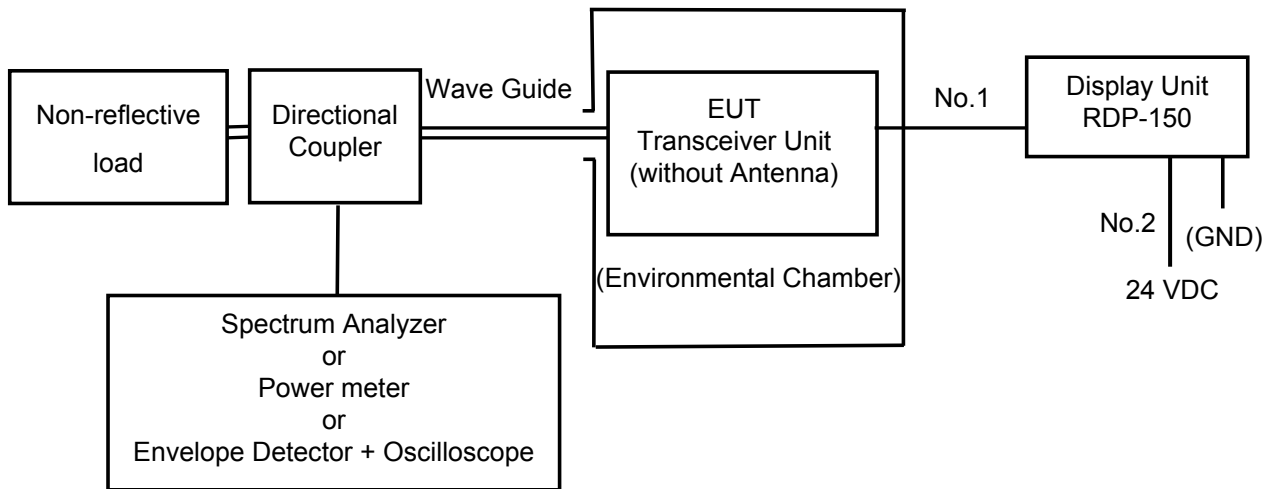 Non-reflective
load
Directional
Coupler
Wave Guide
EUT
Transceiver Unit
(without Antenna)
(Environmental Chamber)
No.1
Display Unit
RDP-150
No.2
(GND)
24 VDC
Spectrum Analyzer
or
Power meter
or
Envelope Detector + Oscilloscope